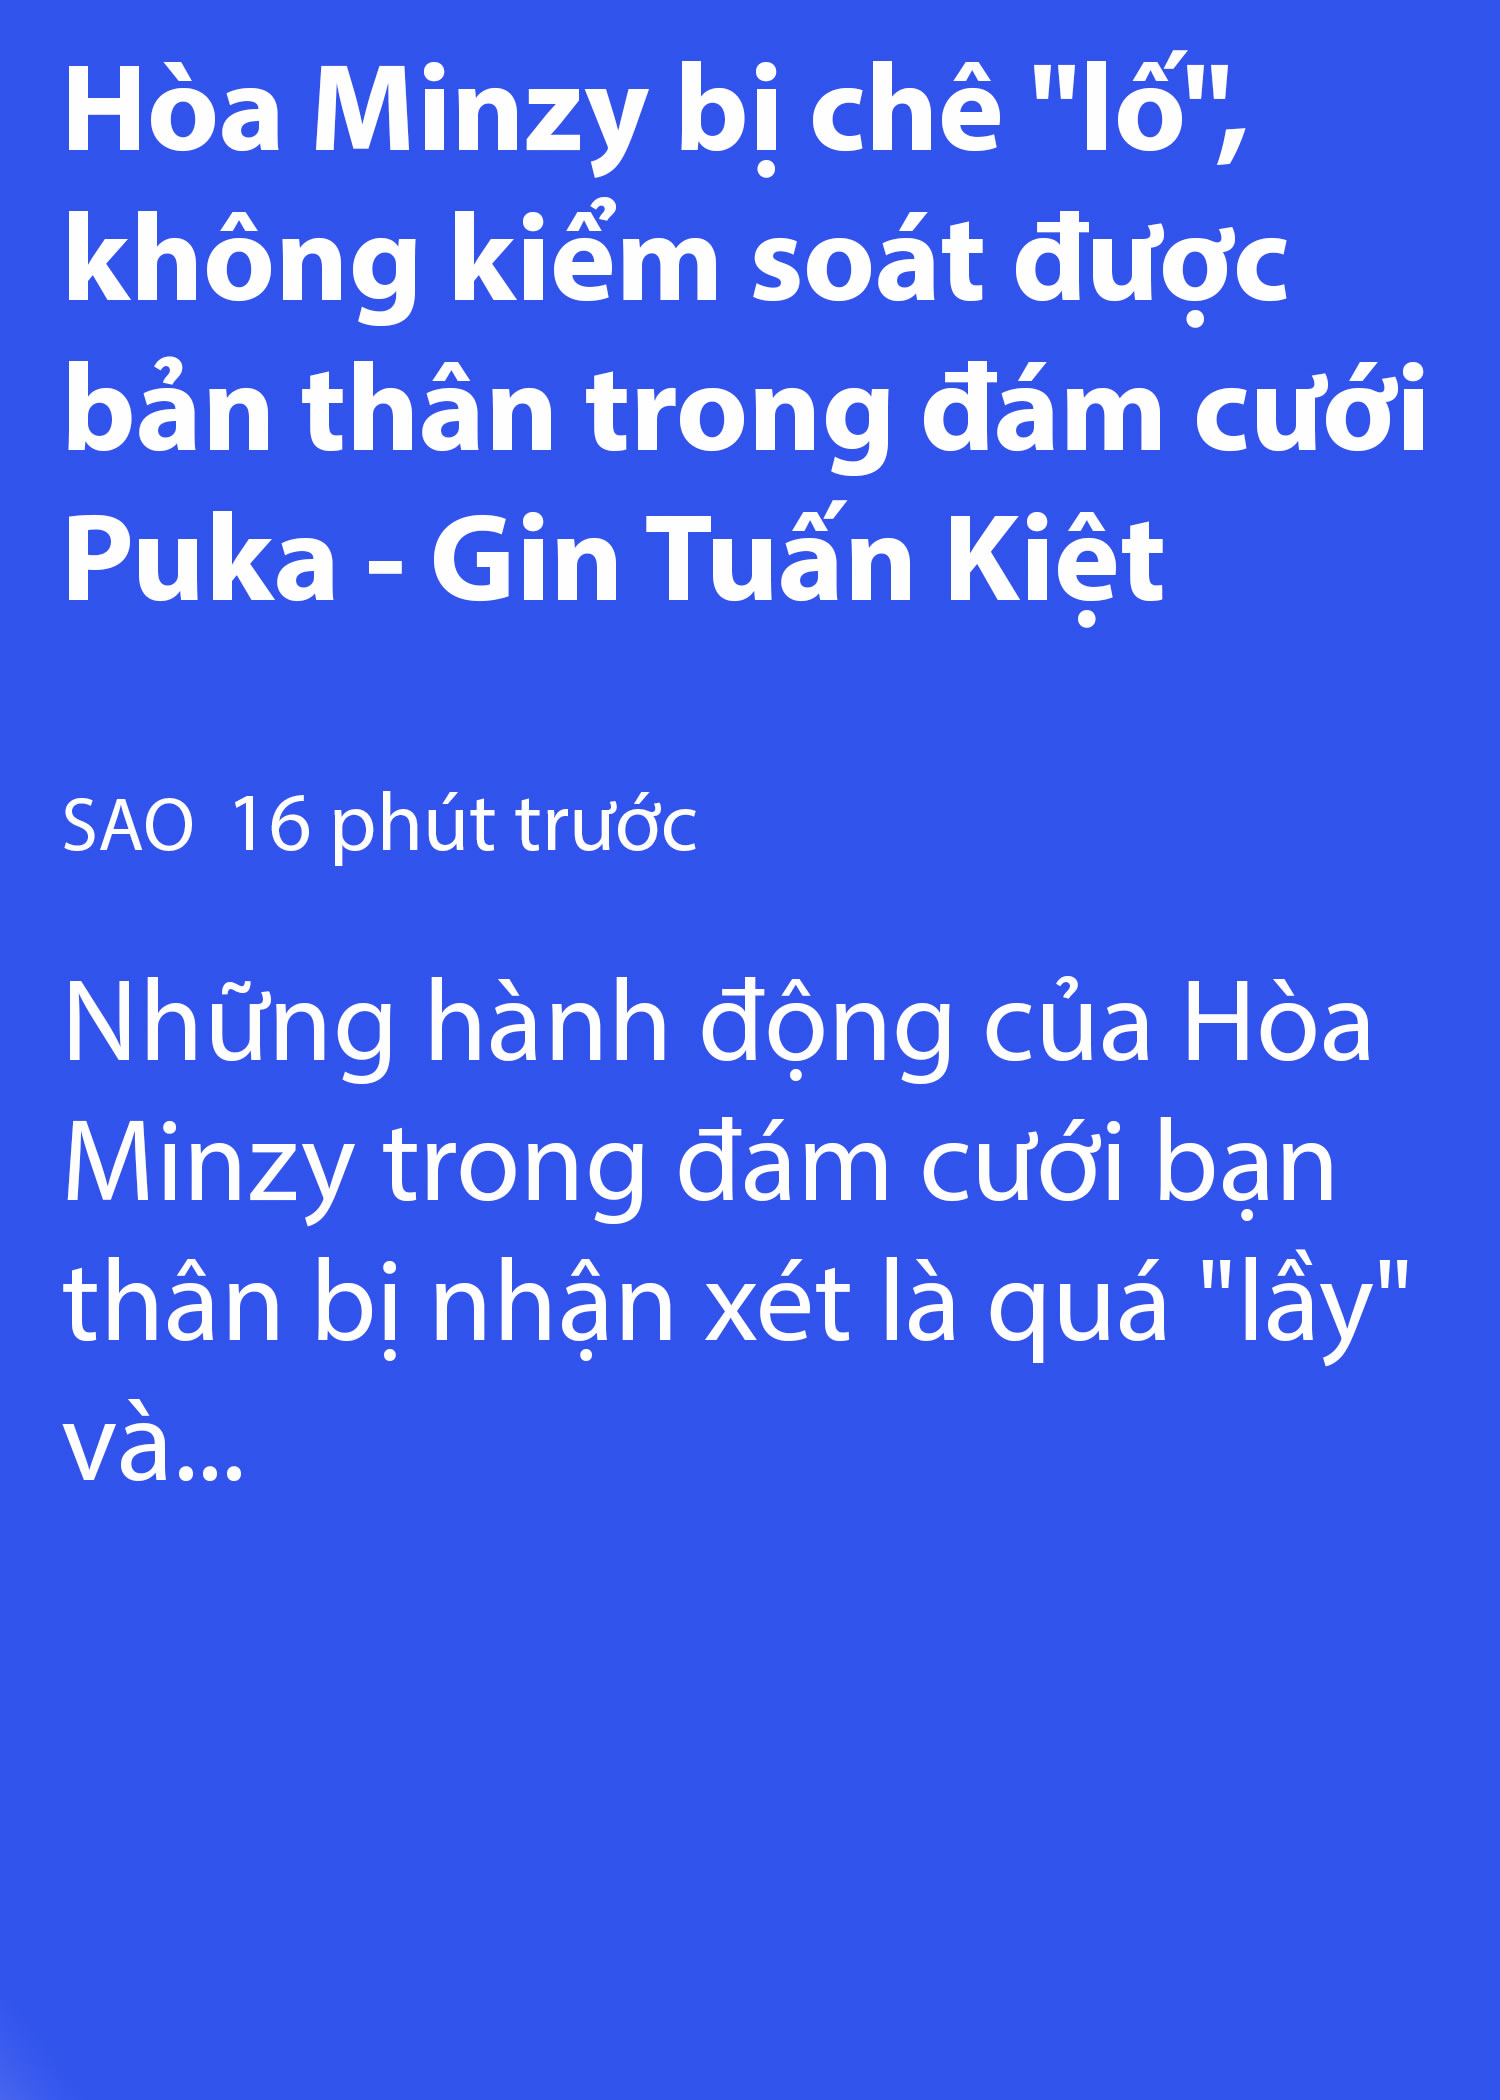 Hòa Minzy bị chê "lố",
không kiểm soát được
bản thân trong đám cưới
Puka - Gin Tuấn Kiệt
SAO 16 phút trước
Những hành động của Hòa
Minzy trong đám cưới bạn
thân bị nhận xét là quá "lầy"
và...